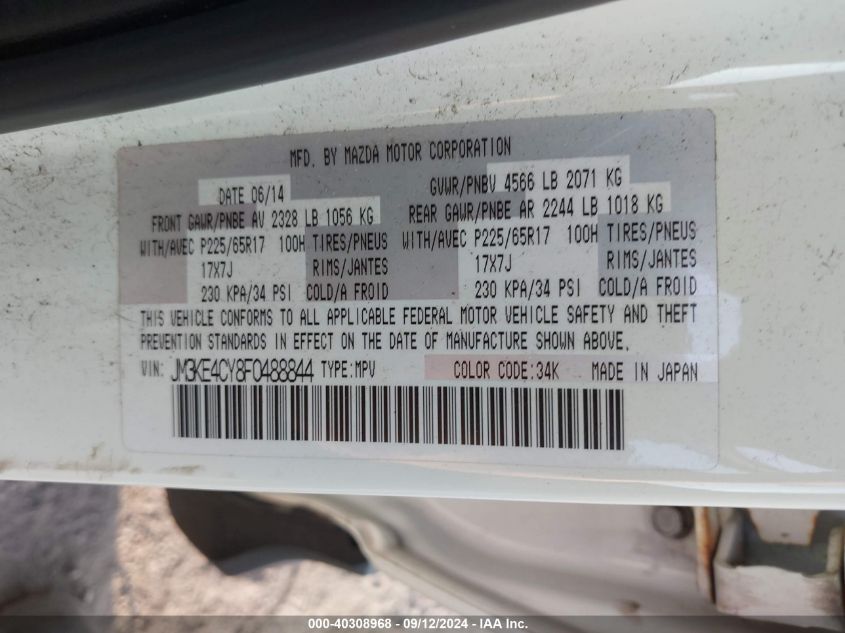 MFD. BY MAZDA MOTOR CORPORATION
DATE 06/14 GVWR/PNBV 4566 LB 2071 KG
FRONT GAWR/PNBE AV 2328 LB 1056 KG REAR GAWR/PNBE AR 2244 LB 1018 KG
WITH/AVEC P225/65R17 100H TIRES/PNEUS WITH/AVEC P225/65R17 100H TIRES/PNEUS
17X7J RIMS/JANTES 17X7J RIMS/JANTES
230 KPA/34 PSI COLD/A FROID 230 KPA/34 PSI COLD/A FROID
THIS VEHICLE CONFORMS TO ALL APPLICABLE FEDERAL MOTOR VEHICLE SAFETY AND THEFT
PREVENTION STANDARDS IN EFFECT ON THE DATE OF MANUFACTURE SHOWN ABOVE.
VIN: JM3KE4CY8F0488844 TYPE:MPV COLOR CODE:34K MADE IN JAPAN
000-40308968 - 09/12/2024 - IAA Inc.